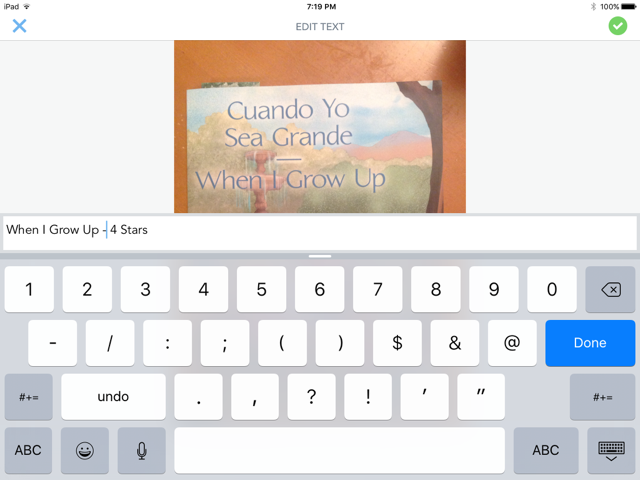 iPad 7:19 PM 100%
EDIT TEXT
Cuando Yo
Sea Grande
When I Grow Up
When I Grow Up - 4 Stars
1 2 3 4 5 6 7 8 9 0
- / : ; ( ) $ & @ Done
#+= undo . , ? ! ' " #+=
ABC ABC